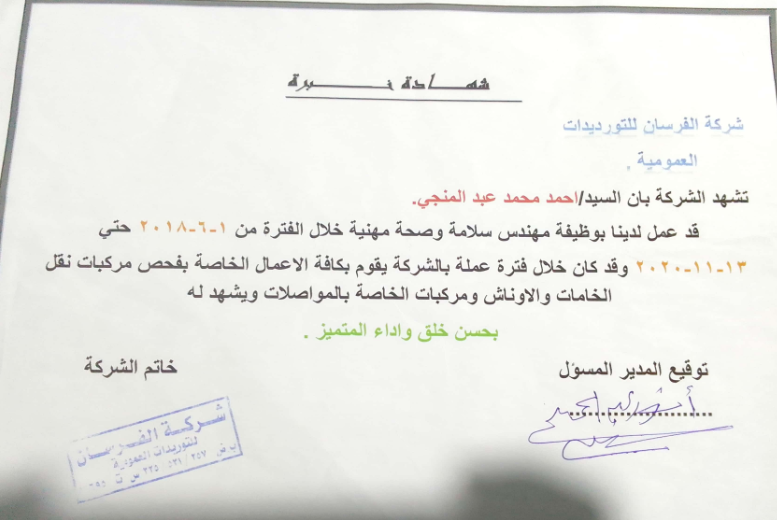 شهادة خبرة
شركة الفرسان للتورديدات
العمومية .
تشهد الشركة بان السيد/احمد محمد عبد المنجي.
قد عمل لدينا بوظيفة مهندس سلامة وصحة مهنية خلال الفترة من ١-٦-٢٠١٨ حتي
١٣-١١-٢٠٢٠ وقد كان خلال فترة عملة بالشركة يقوم بكافة الاعمال الخاصة بفحص مركبات نقل
الخامات والاوناش ومركبات الخاصة بالمواصلات ويشهد له
بحسن خلق واداء المتميز .
توقيع المدير المسؤل
خاتم الشركة
شركة الفرسان
للتوريدات العمومية